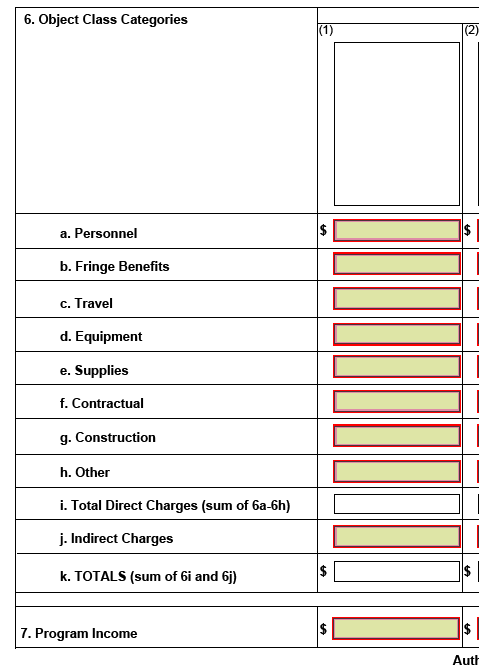 6. Object Class Categories
(1)
(2)
a. Personnel
$
$
b. Fringe Benefits
c. Travel
d. Equipment
e. Supplies
f. Contractual
g. Construction
h. Other
i. Total Direct Charges (sum of 6a-6h)
j. Indirect Charges
k. TOTALS (sum of 6i and 6j)
$
$
7. Program Income
$
$
Auth